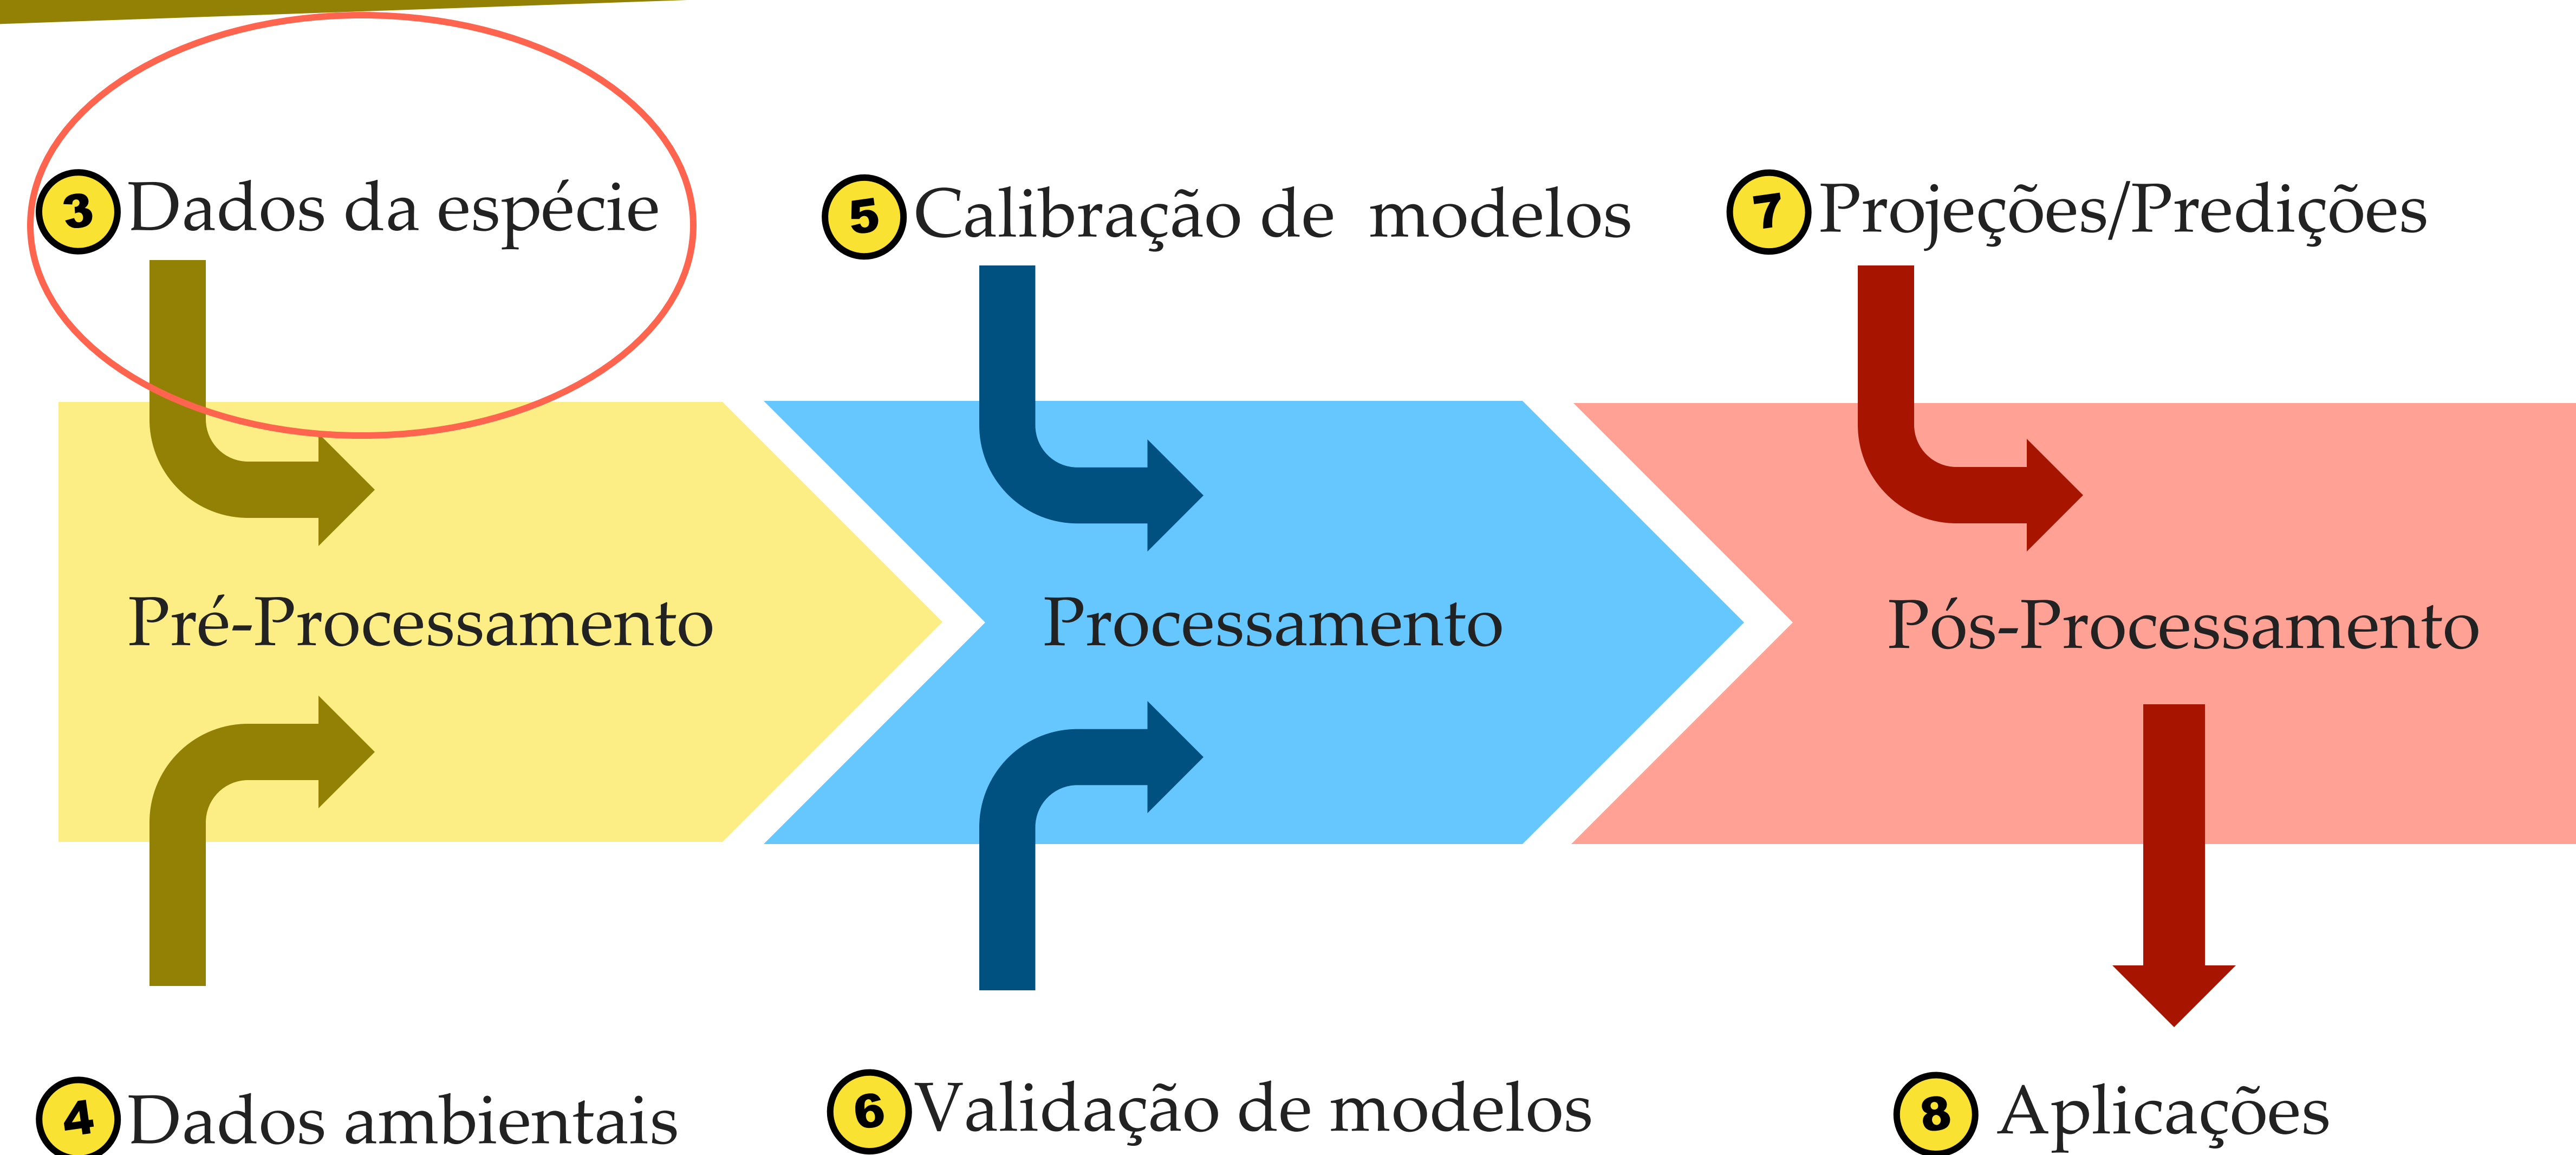 3 Dados da espécie
5 Calibração de modelos
7 Projeções/Predições
Pré-Processamento
Processamento
Pós-Processamento
4 Dados ambientais
6 Validação de modelos
8 Aplicações